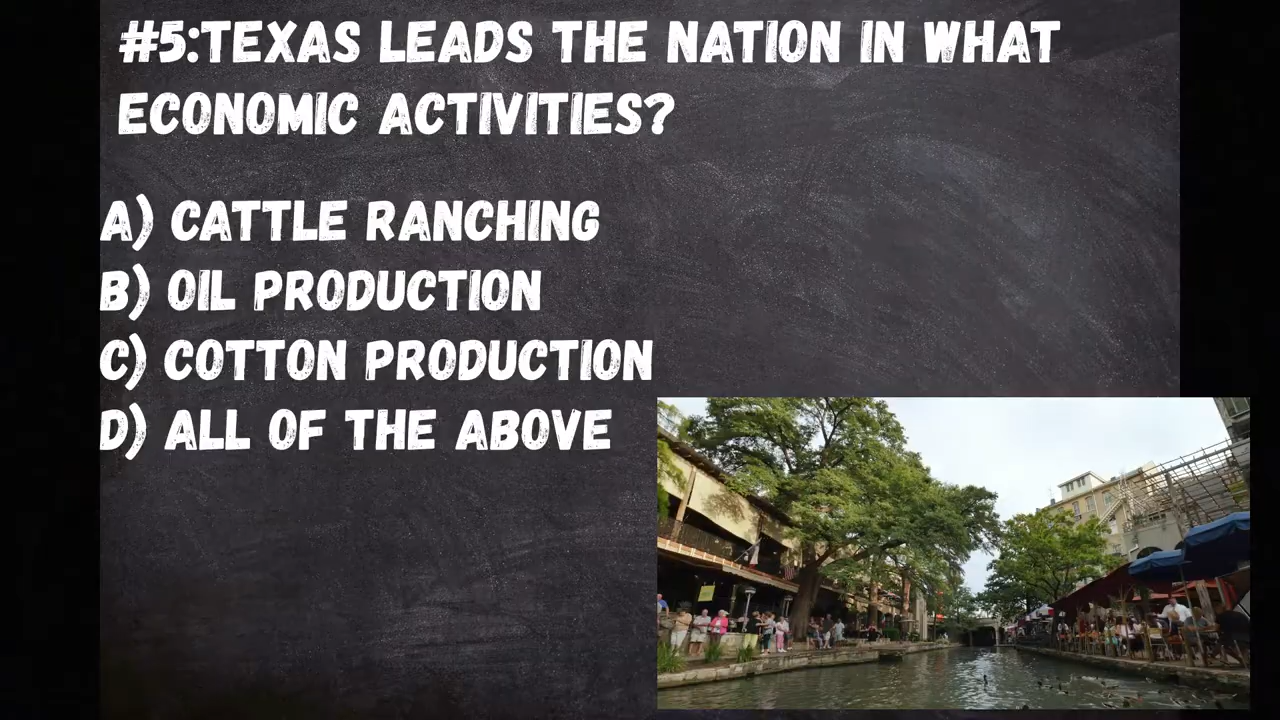 #5:TEXAS LEADS THE NATION IN WHAT
ECONOMIC ACTIVITIES?
A) CATTLE RANCHING
B) OIL PRODUCTION
C) COTTON PRODUCTION
D) ALL OF THE ABOVE